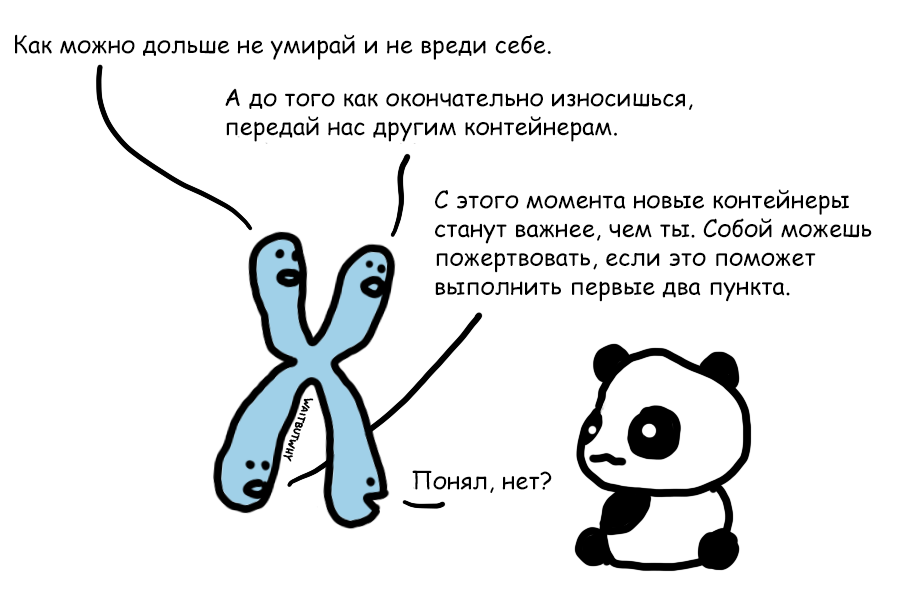 Как можно дольше не умирай и не вреди себе.
А до того как окончательно износишься,
передай нас другим контейнерам.
С этого момента новые контейнеры
станут важнее, чем ты. Собой можешь
пожертвовать, если это поможет
выполнить первые два пункта.
WAITBUTWHY
Понял, нет?